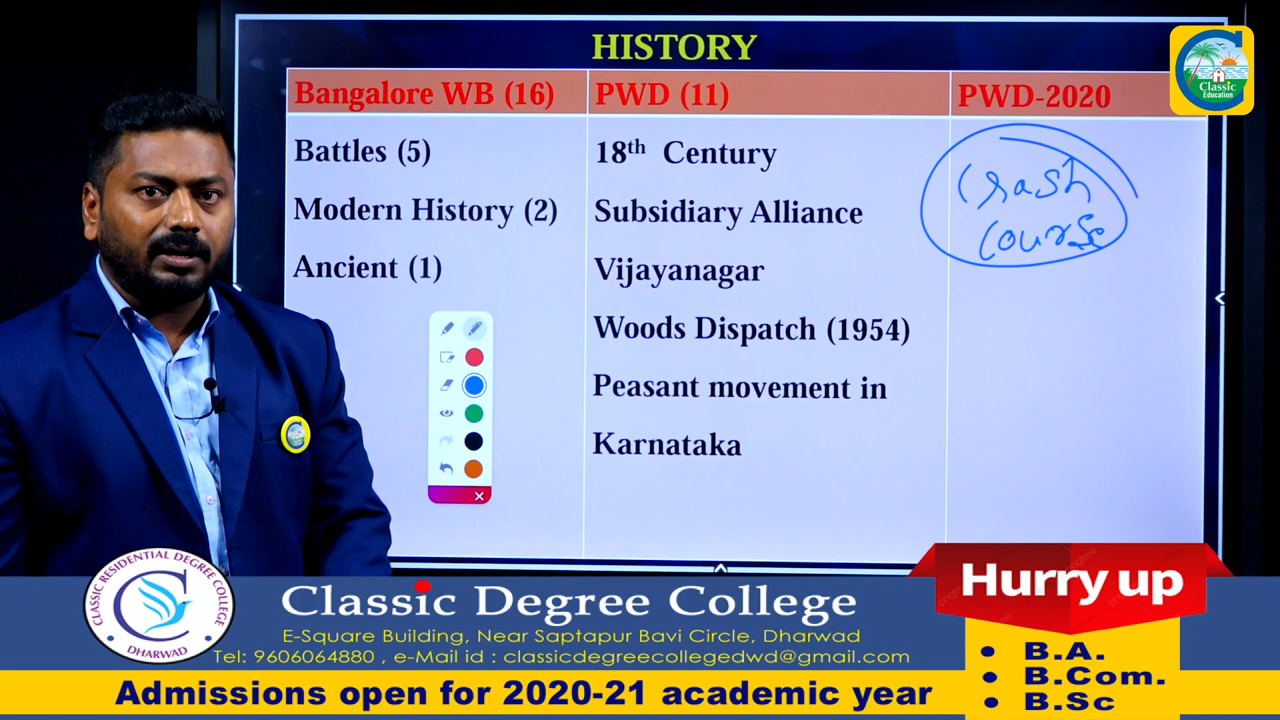 HISTORY
Bangalore WB (16) PWD (11) PWD-2020
Battles (5) 18th Century
Modern History (2) Subsidiary Alliance
Ancient (1) Vijayanagar
Woods Dispatch (1954)
Peasant movement in
Karnataka
Crash
Course
C
Classic
Education
CLASSIC RESIDENTIAL DEGREE COLLEGE
DHARWAD
Classic Degree College
E-Square Building, Near Saptapur Bavi Circle, Dharwad
Tel: 9606064880 , e-Mail id : classicdegreecollegedwd@gmail.com
Admissions open for 2020-21 academic year
Hurry up
• B.A.
• B.Com.
• B.Sc